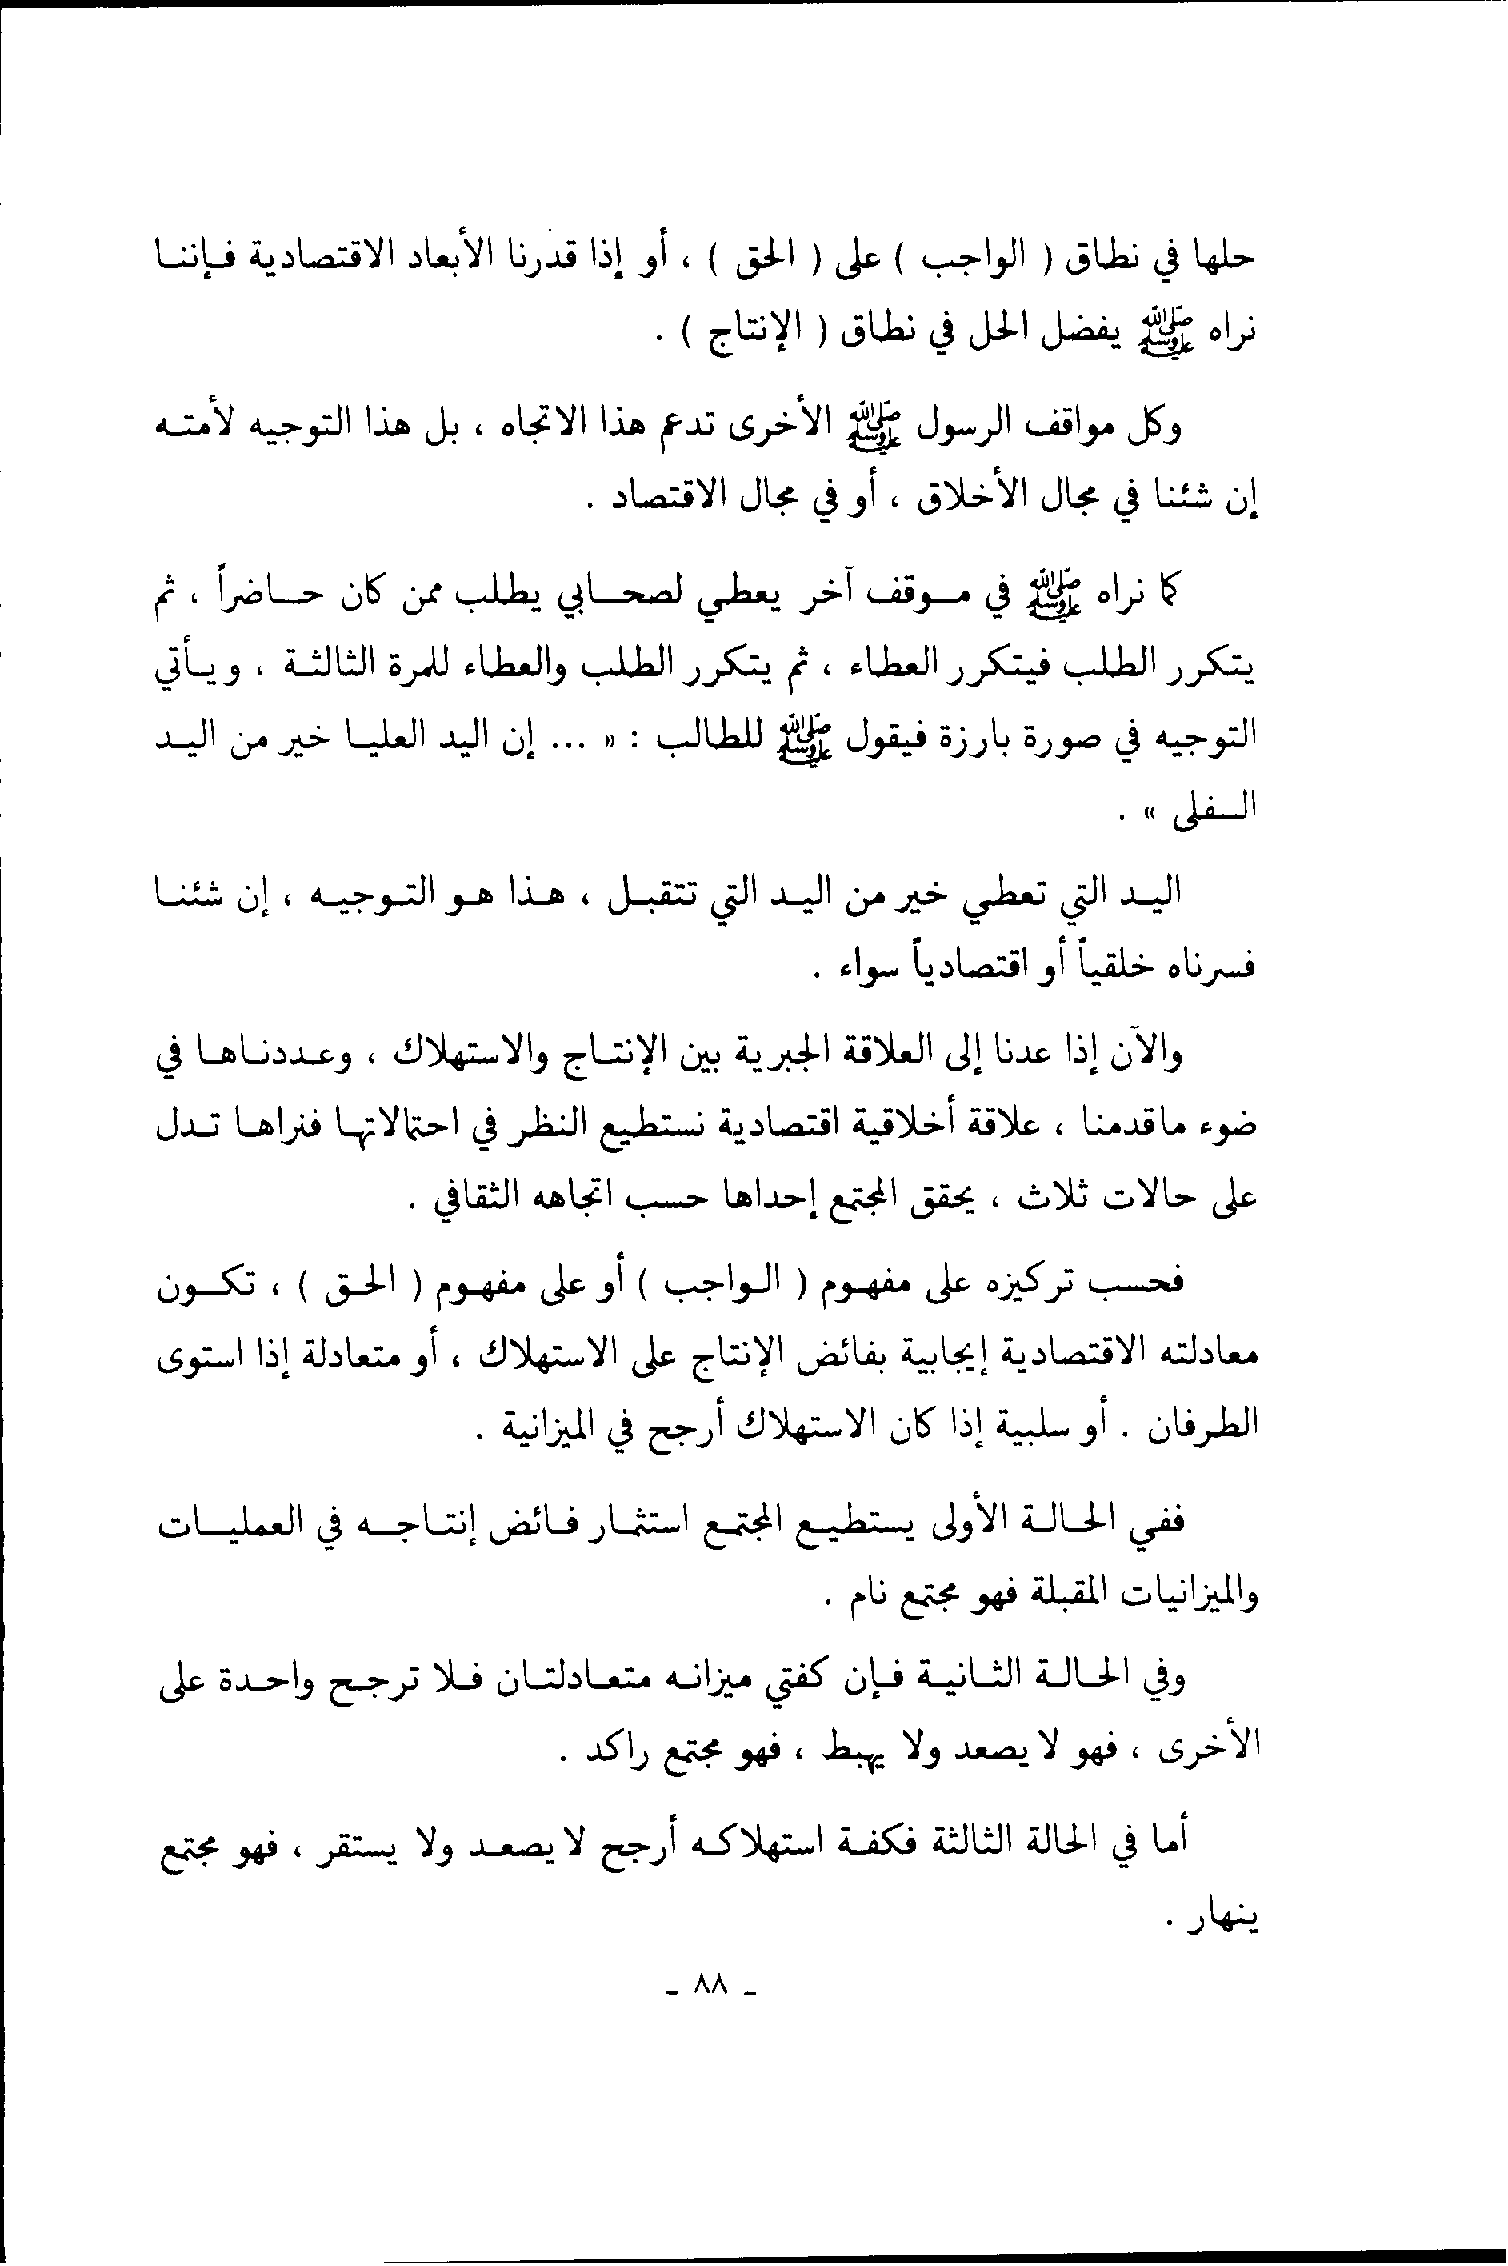 حلها في نطاق ( الواجب ) على ( الحق ) ، أو إذا قدرنا الأبعاد الاقتصادية فإننا
نراه ﷺ يفضل الحل في نطاق ( الإنتاج ) .
وكل مواقف الرسول ﷺ الأخرى تدعم هذا الاتجاه ، بل هذا التوجيه لأمته
إن شئنا في مجال الأخلاق ، أو في مجال الاقتصاد .
كما نراه ﷺ في موقف آخر يعطي لصحابي يطلب ممن كان حاضراً ، ثم
يتكرر الطلب فيتكرر العطاء ، ثم يتكرر الطلب والعطاء للمرة الثالثة ، ويأتي
التوجيه في صورة بارزة فيقول ﷺ للطالب : « ... إن اليد العليا خير من اليد
السفلى » .
اليد التي تعطي خير من اليد التي تتقبل ، هذا هو التوجيه ، إن شئنا
فسرناه خلقياً أو اقتصادياً سواء .
والآن إذا عدنا إلى العلاقة الجبرية بين الإنتاج والاستهلاك ، وعددناها في
ضوء ماقدمنا ، علاقة أخلاقية اقتصادية نستطيع النظر في احتمالاتها فنراها تدل
على حالات ثلاث ، يحقق المجتمع إحداها حسب اتجاهه الثقافي .
فحسب تركيزه على مفهوم ( الواجب ) أو على مفهوم ( الحق ) ، تكون
معادلته الاقتصادية إيجابية بفائض الإنتاج على الاستهلاك ، أو متعادلة إذا استوى
الطرفان . أو سلبية إذا كان الاستهلاك أرجح في الميزانية .
ففي الحالة الأولى يستطيع المجتمع استثمار فائض إنتاجه في العمليات
والميزانيات المقبلة فهو مجتمع نام .
وفي الحالة الثانية فإن كفتي ميزانه متعادلتان فلا ترجح واحدة على
الأخرى ، فهو لا يصعد ولا يهبط ، فهو مجتمع راكد .
أما في الحالة الثالثة فكفة استهلاكه أرجح لا يصعد ولا يستقر ، فهو مجتمع
ينهار .
ـ ٨٨ ـ